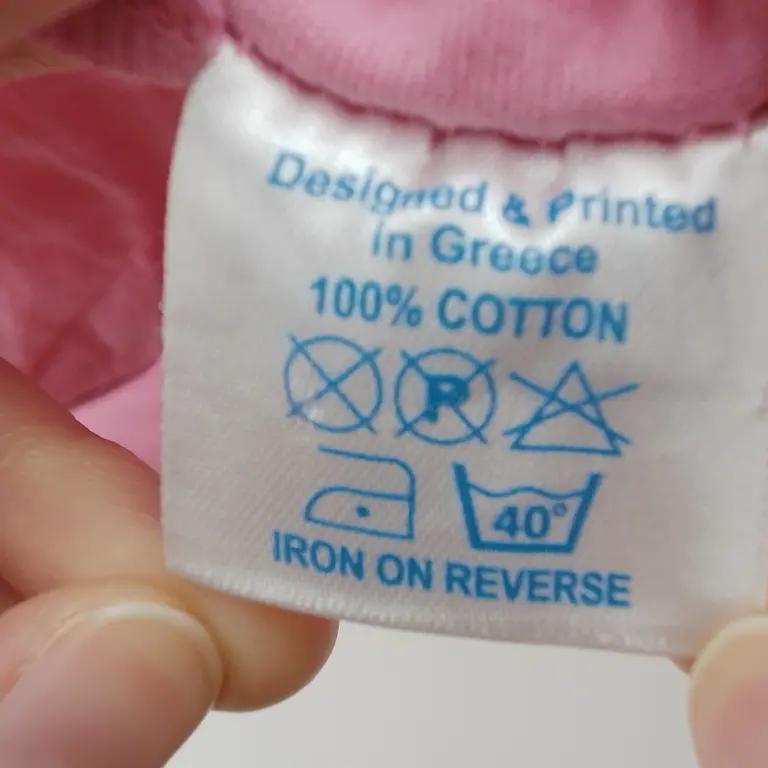 Designed & Printed
in Greece
100% COTTON
P
40°
IRON ON REVERSE